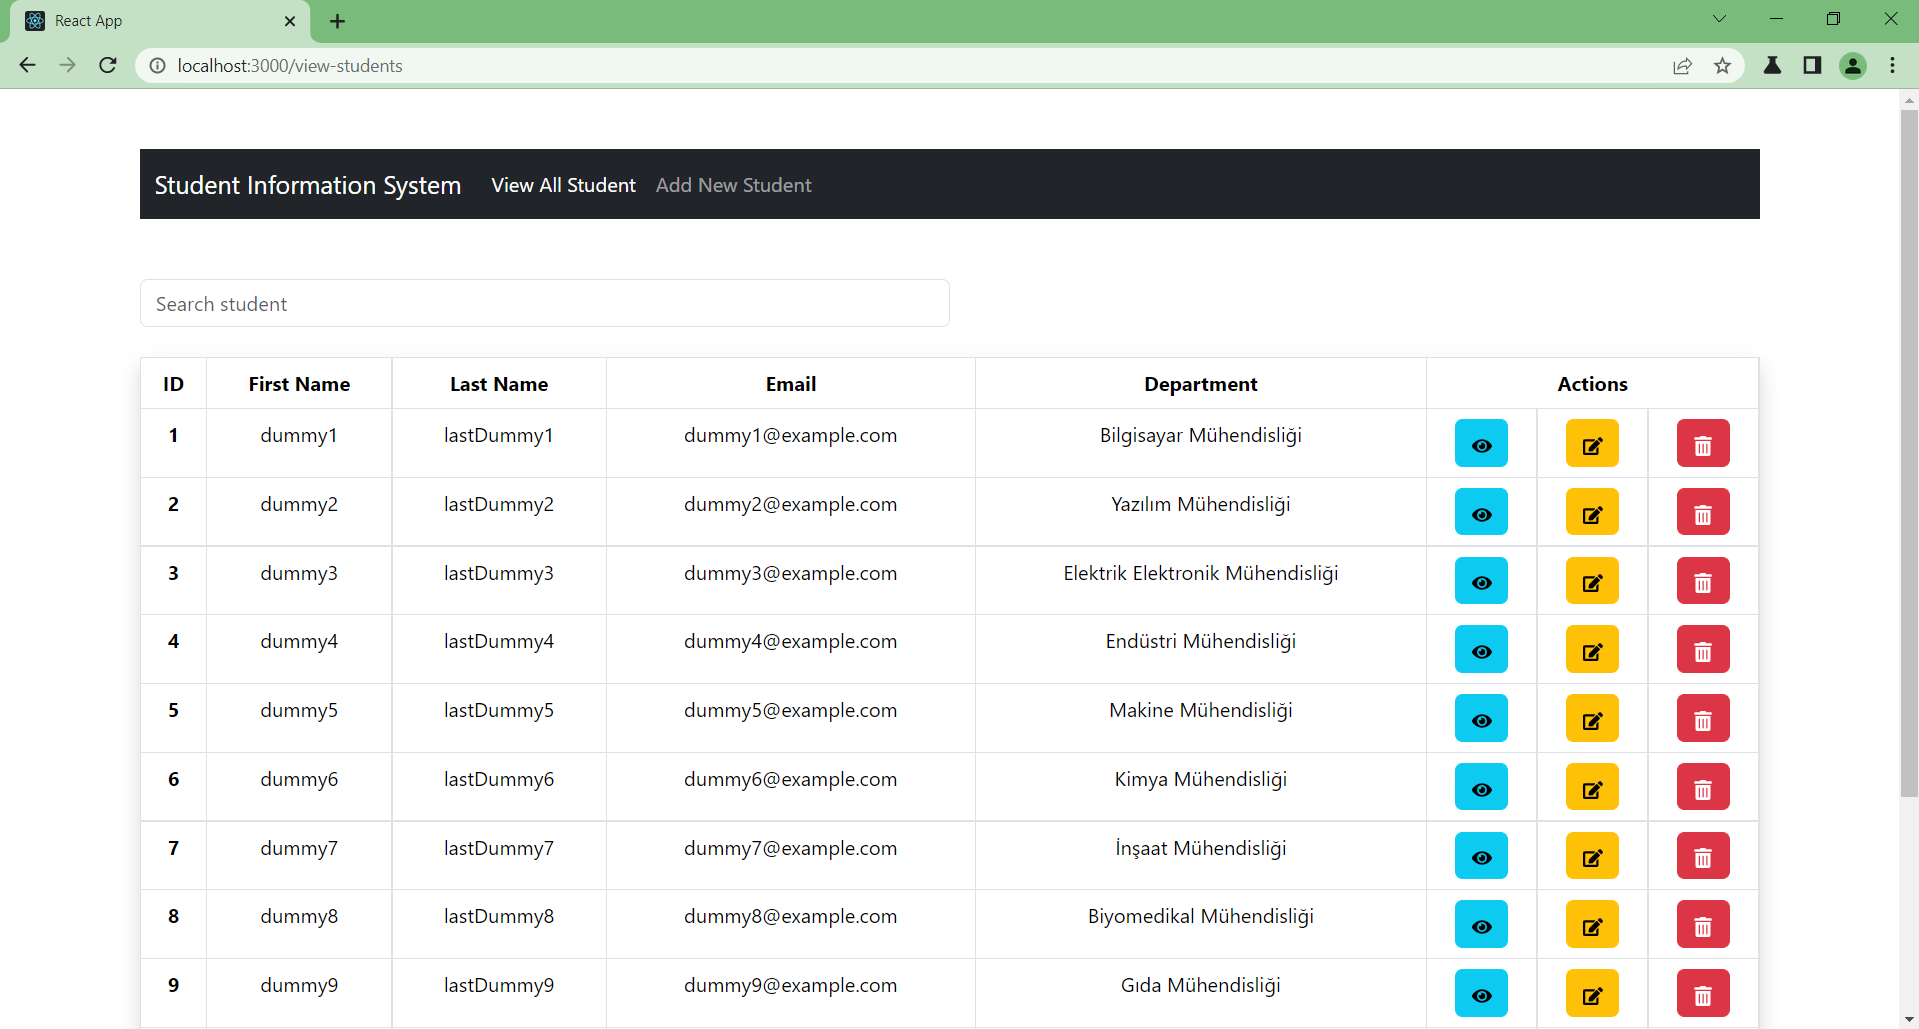 React App
localhost:3000/view-students
Student Information System View All Student Add New Student
Search student
ID First Name Last Name Email Department Actions
1 dummy1 lastDummy1 dummy1@example.com Bilgisayar Mühendisliği
2 dummy2 lastDummy2 dummy2@example.com Yazılım Mühendisliği
3 dummy3 lastDummy3 dummy3@example.com Elektrik Elektronik Mühendisliği
4 dummy4 lastDummy4 dummy4@example.com Endüstri Mühendisliği
5 dummy5 lastDummy5 dummy5@example.com Makine Mühendisliği
6 dummy6 lastDummy6 dummy6@example.com Kimya Mühendisliği
7 dummy7 lastDummy7 dummy7@example.com İnşaat Mühendisliği
8 dummy8 lastDummy8 dummy8@example.com Biyomedikal Mühendisliği
9 dummy9 lastDummy9 dummy9@example.com Gıda Mühendisliği